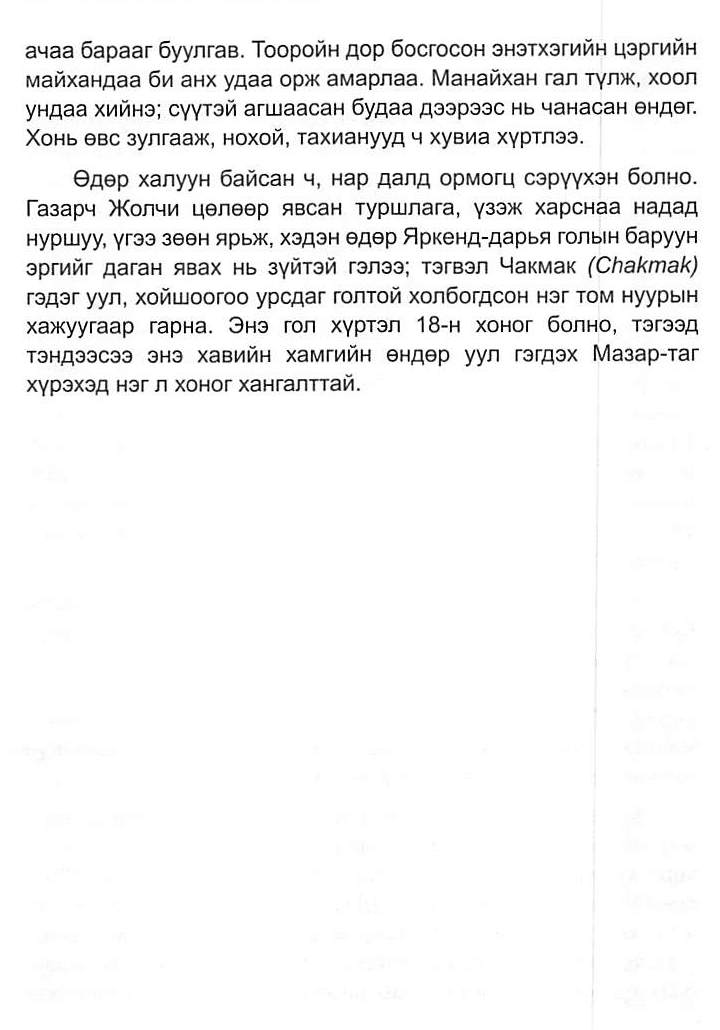 ачаа бараагаа буулгав. Тооройн дор босгосон энэтхэгийн цэргийн
майхандаа би анх удаа орж амарлаа. Манайхан гал түлж, хоол
ундаа хийнэ; сүүтэй агшаасан будаа дээрээс нь чанасан өндөг.
Хонь өвс зулгааж, нохой, тахианууд ч хувиа хүртлээ.
Өдөр халуун байсан ч, нар далд ормогц сэрүүхэн болно.
Газарч Жолчи цөлөөр явсан туршлага, үзэж харснаа надад
нуршуу, үгээ зөөн ярьж, хэдэн өдөр Яркенд-дарья голын баруун
эргийг даган явах нь зүйтэй гэлээ; тэгвэл Чакмак (Chakmak)
гэдэг уул, хойшоогоо урсдаг голтой холбогдсон нэг том нуурын
хажуугаар гарна. Энэ гол хүртэл 18-н хоног болно, тэгээд
тэндээсээ энэ хавийн хамгийн өндөр уул гэгдэх Мазар-таг
хүрэхэд нэг л хоног хангалттай.